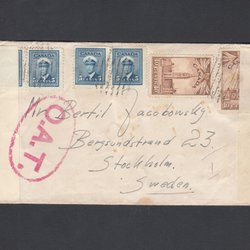 CANADA CANADA CANADA
Mr Bertil Jacobowsky
Bergsundstrand 23.
Stockholm.
Sweden.
O.A.T.